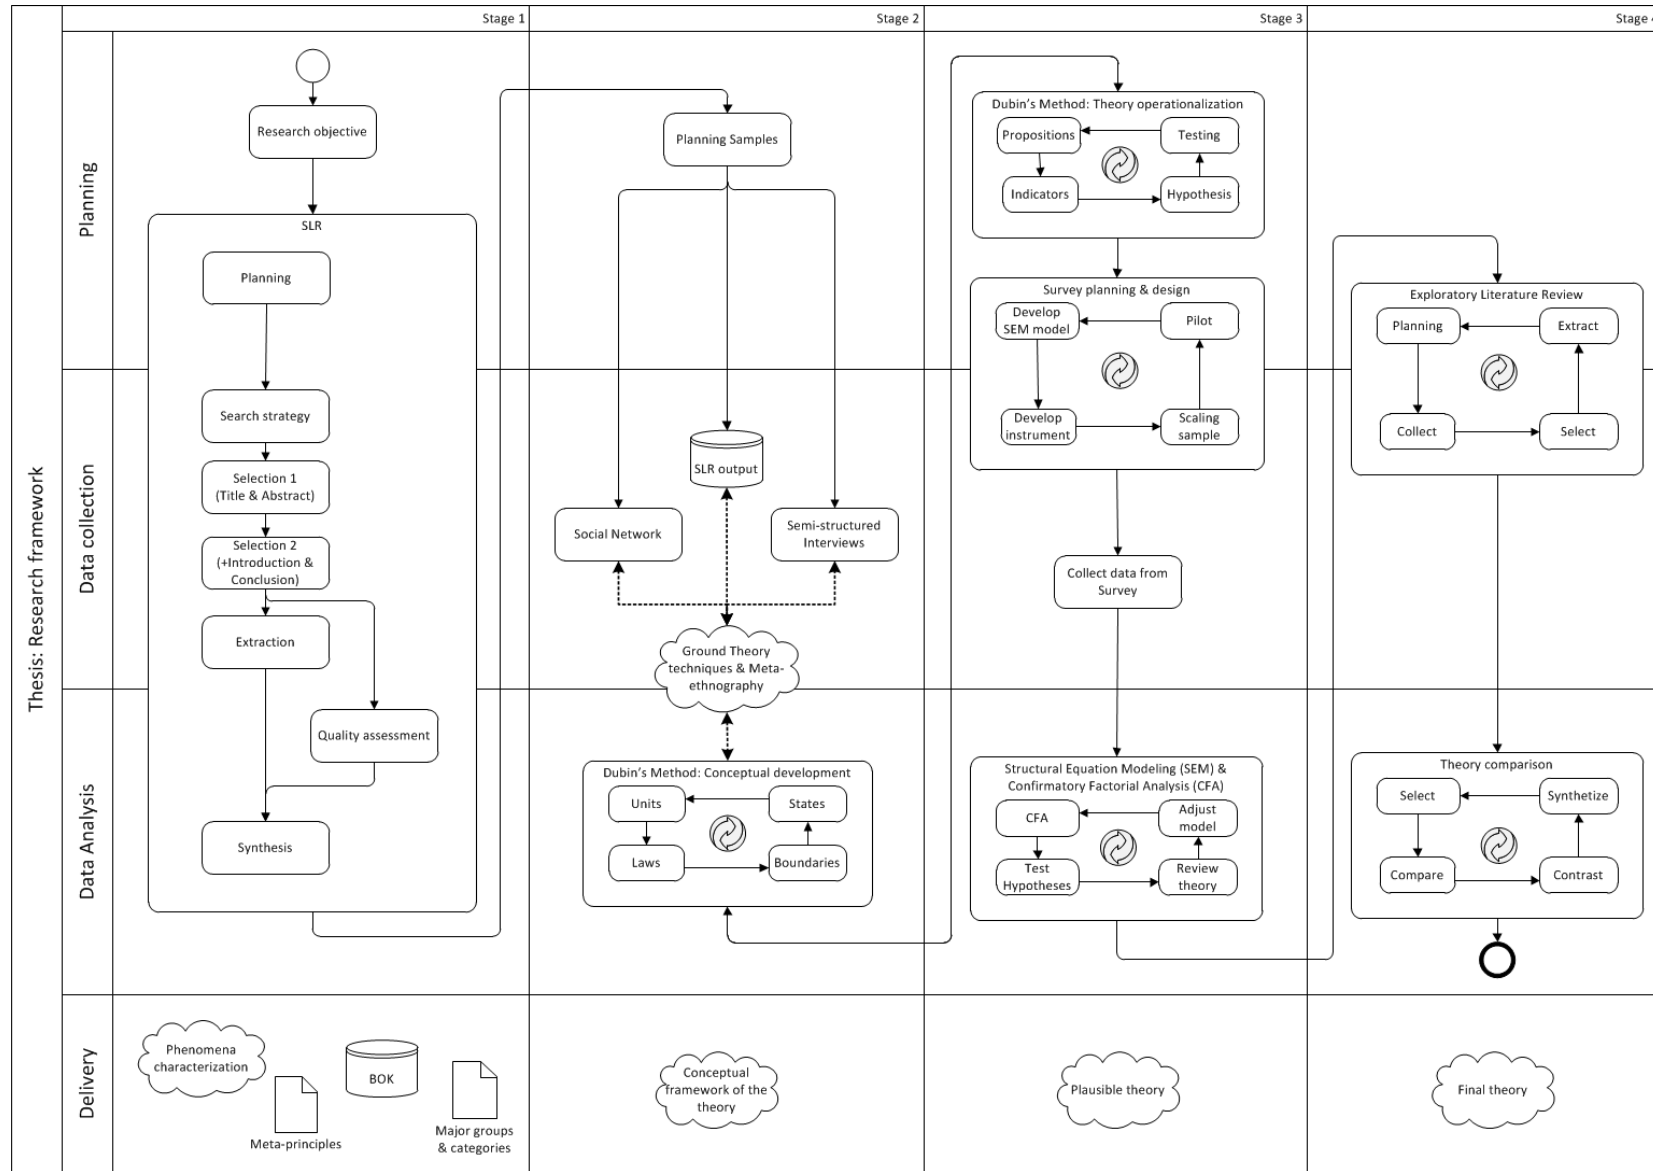 Stage 1
Stage 2
Stage 3
Stage 4
Thesis: Research framework
Planning
Research objective
SLR
Planning
Planning Samples
Dubin's Method: Theory operationalization
Propositions
Testing
Indicators
Hypothesis
Survey planning & design
Develop
SEM model
Pilot
Develop
instrument
Scaling
sample
Exploratory Literature Review
Planning
Extract
Collect
Select
Data collection
Search strategy
Selection 1
(Title & Abstract)
Selection 2
(+Introduction &
Conclusion)
Extraction
SLR output
Social Network
Semi-structured
Interviews
Ground Theory
techniques & Meta-
ethnography
Collect data from
Survey
Data Analysis
Quality assessment
Synthesis
Dubin's Method: Conceptual development
Units
States
Laws
Boundaries
Structural Equation Modeling (SEM) &
Confirmatory Factorial Analysis (CFA)
CFA
Adjust
model
Test
Hypotheses
Review
theory
Theory comparison
Select
Synthetize
Compare
Contrast
Delivery
Phenomena
characterization
Meta-principles
BOK
Major groups
& categories
Conceptual
framework of the
theory
Plausible theory
Final theory